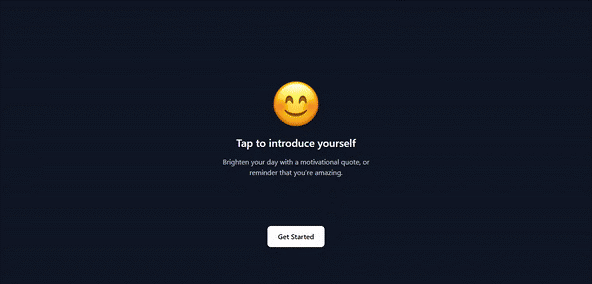 Tap to introduce yourself
Brighten your day with a motivational quote, or
reminder that you're amazing.
Get Started